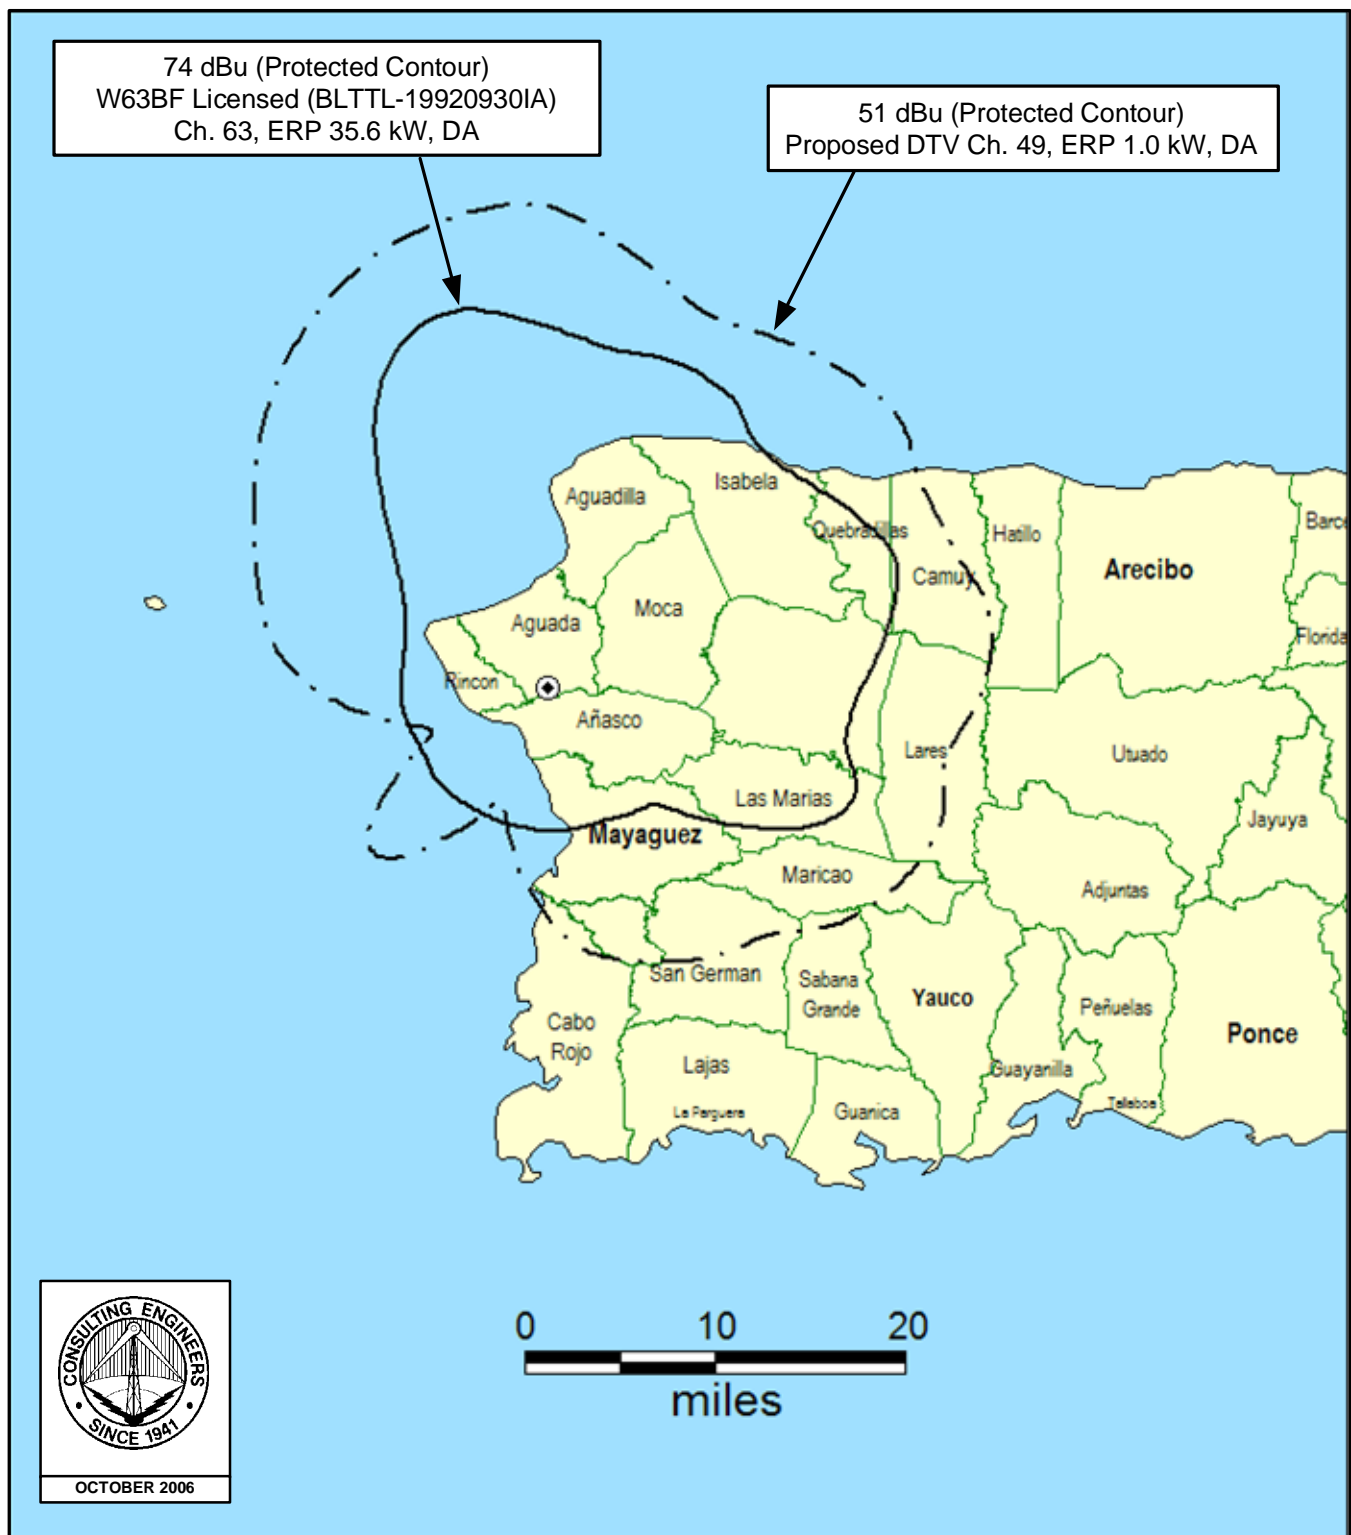 74 dBu (Protected Contour)
W63BF Licensed (BLTTL-19920930IA)
Ch. 63, ERP 35.6 kW, DA
51 dBu (Protected Contour)
Proposed DTV Ch. 49, ERP 1.0 kW, DA
Isabela
Aguadilla
Quebradillas
Hatillo
Barce
Camuy
Arecibo
Moca
Aguada
Florida
Rincon
Añasco
Lares
Utuado
Las Marias
Mayaguez
Jayuya
Maricao
Adjuntas
San German
Sabana
Grande
Yauco
Peñuelas
Cabo
Rojo
Ponce
Lajas
Guayanilla
La Parguera
Guanica
Tallaboa
0 10 20
miles
CONSULTING ENGINEERS
• SINCE 1941 •
OCTOBER 2006